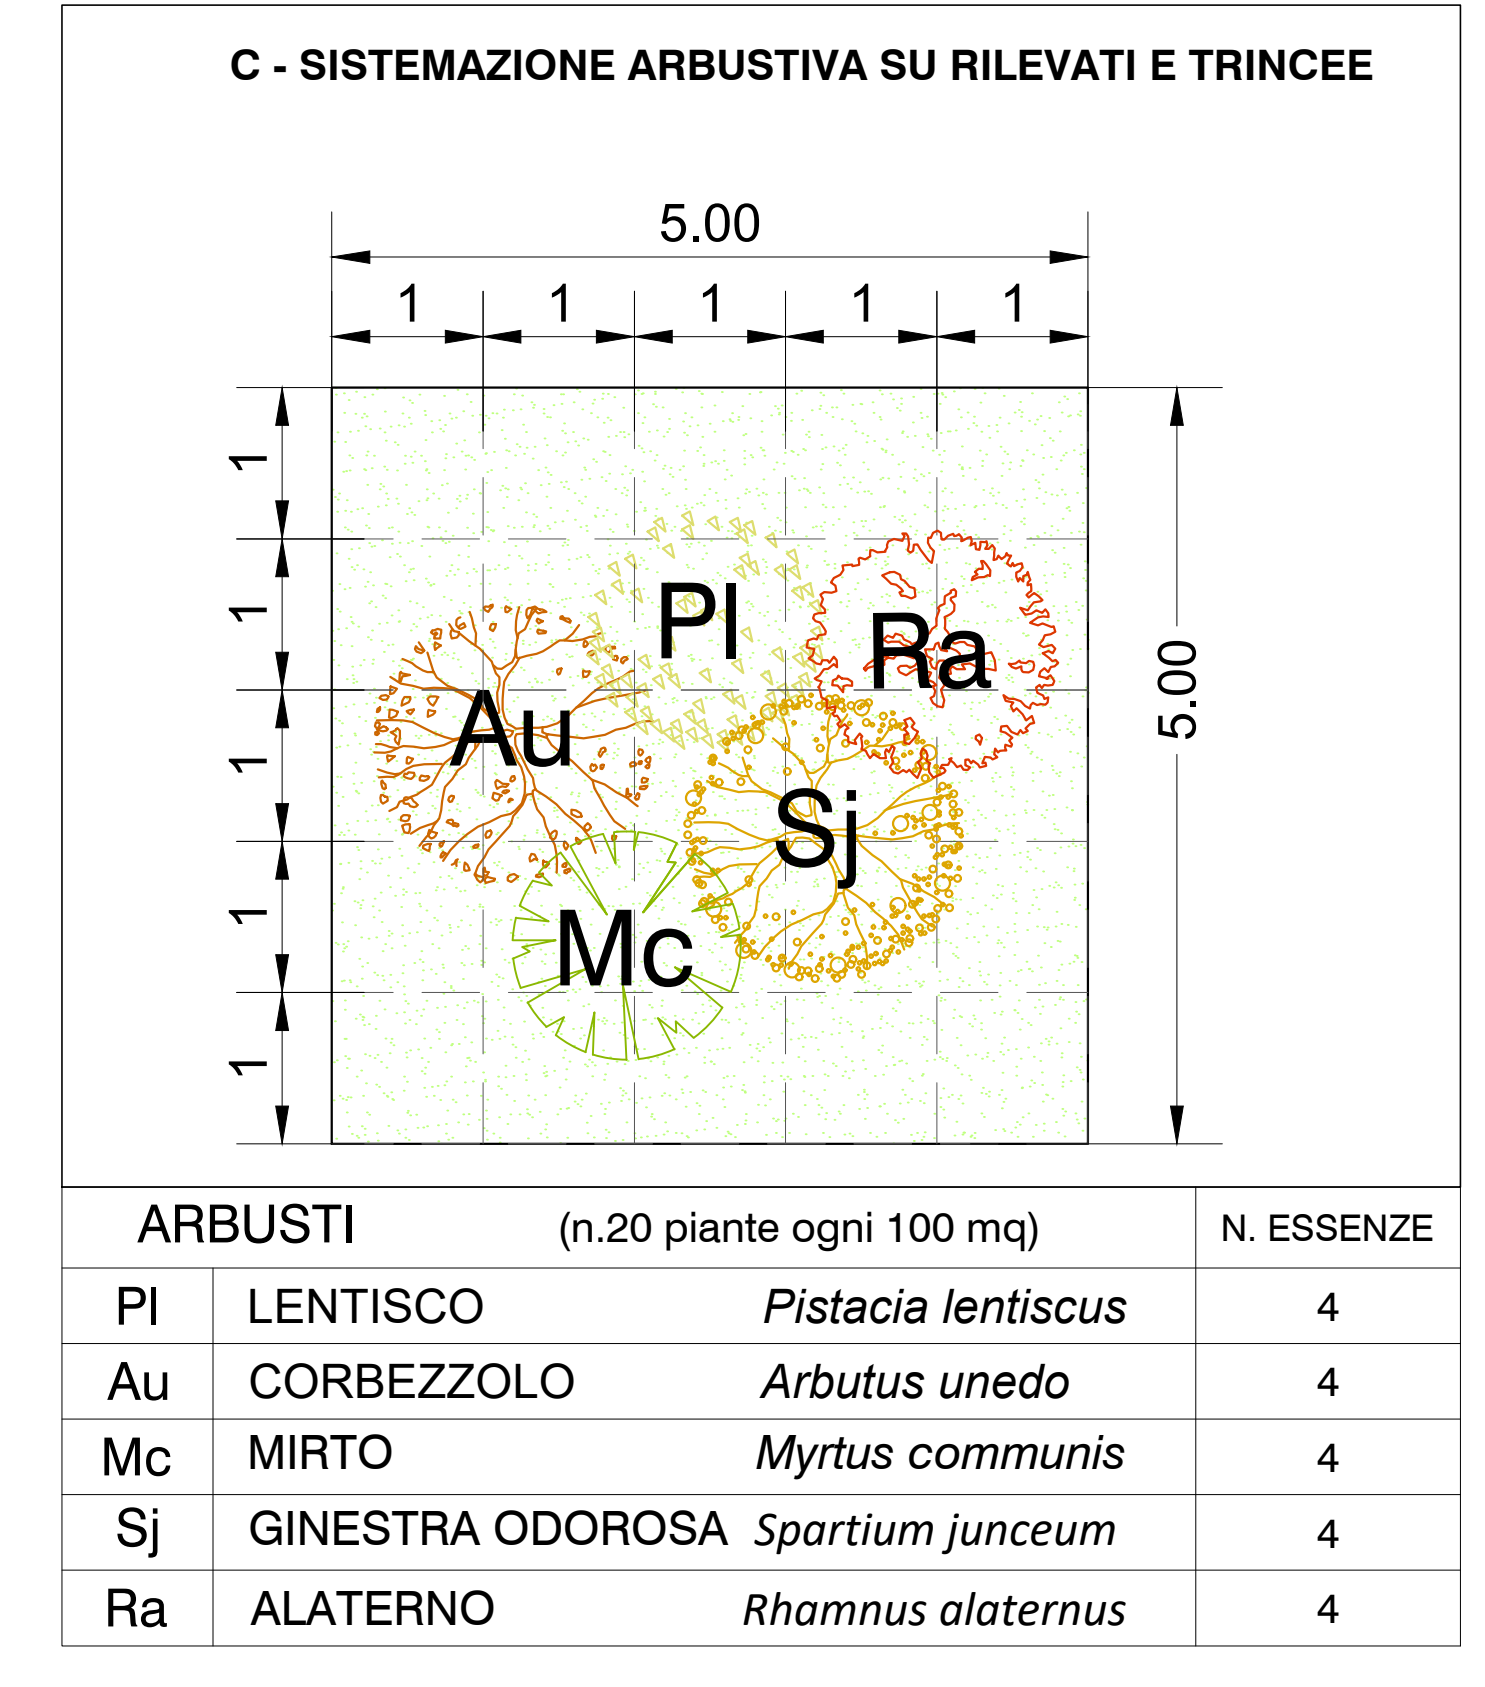 C - SISTEMAZIONE ARBUSTIVA SU RILEVATI E TRINCEE
5.00
1 1 1 1 1
1
1
1
1
1
5.00
Pl
Ra
Au
Sj
Mc
ARBUSTI (n.20 piante ogni 100 mq) N. ESSENZE
Pl LENTISCO Pistacia lentiscus 4
Au CORBEZZOLO Arbutus unedo 4
Mc MIRTO Myrtus communis 4
Sj GINESTRA ODOROSA Spartium junceum 4
Ra ALATERNO Rhamnus alaternus 4